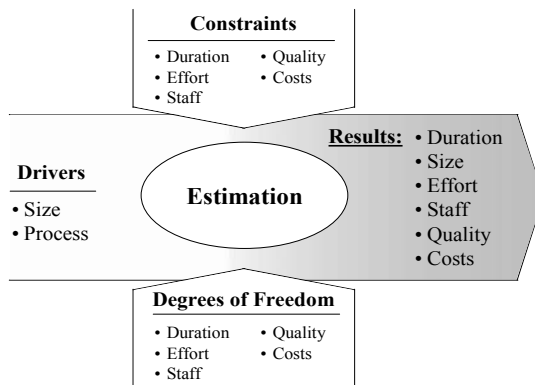 Constraints
• Duration
• Effort
• Staff
• Quality
• Costs
Drivers
• Size
• Process
Estimation
Results:
• Duration
• Size
• Effort
• Staff
• Quality
• Costs
Degrees of Freedom
• Duration
• Effort
• Staff
• Quality
• Costs